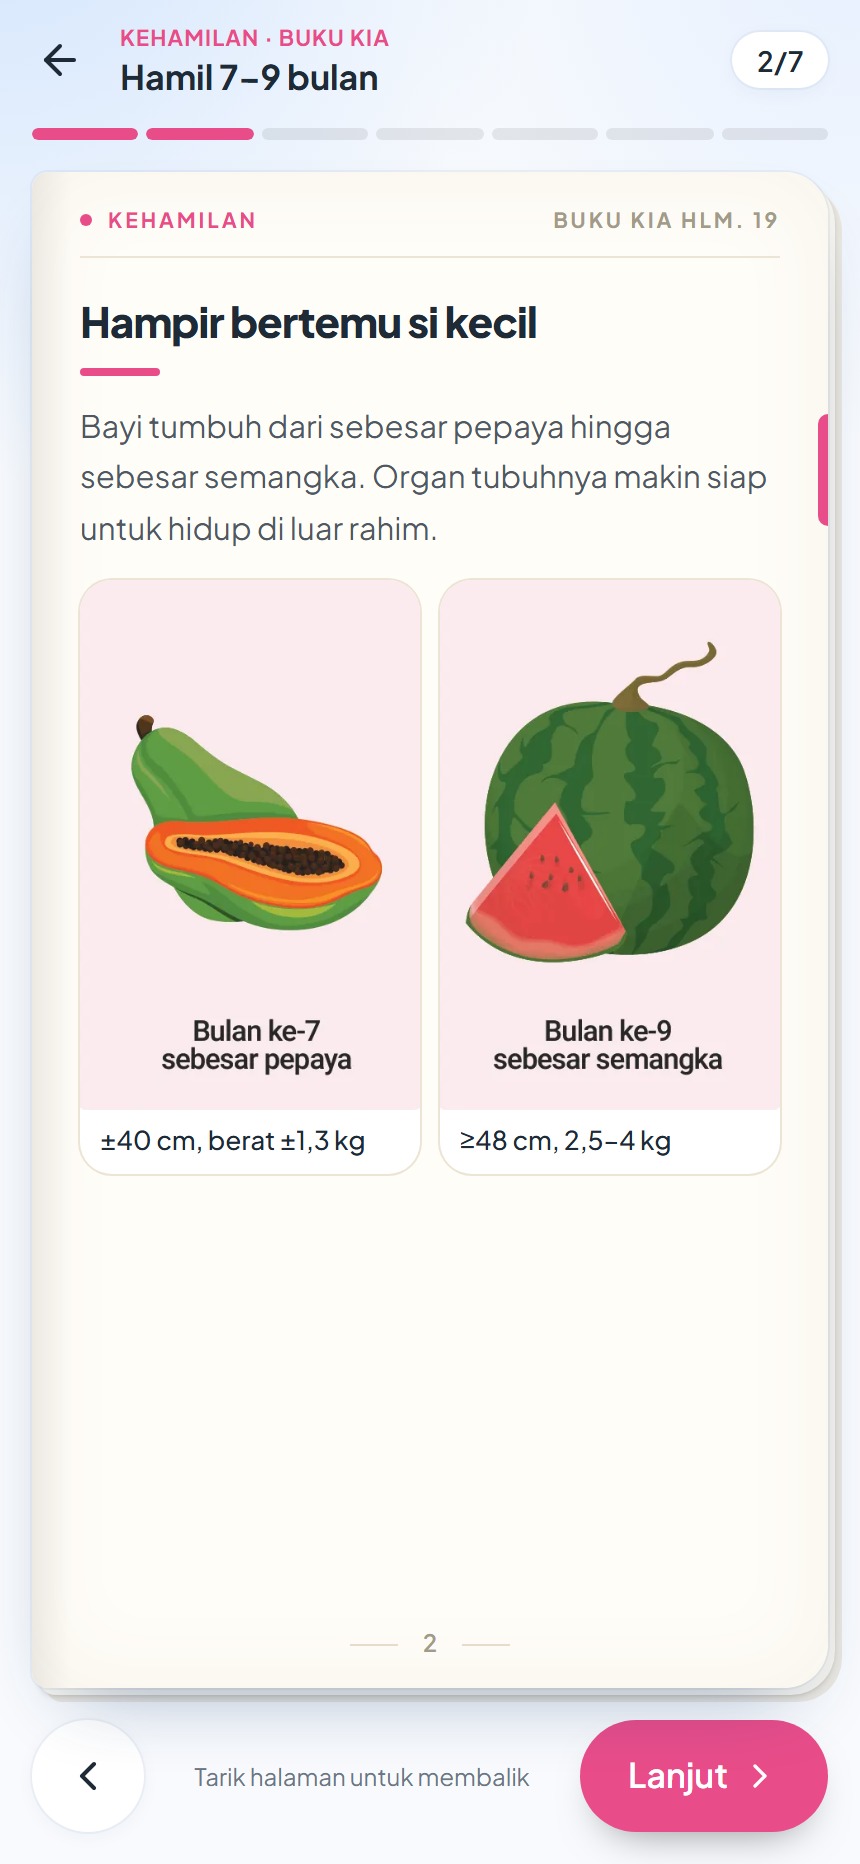 KEHAMILAN · BUKU KIA
Hamil 7–9 bulan
2/7
KEHAMILAN
BUKU KIA HLM. 19
Hampir bertemu si kecil
Bayi tumbuh dari sebesar pepaya hingga
sebesar semangka. Organ tubuhnya makin siap
untuk hidup di luar rahim.
Bulan ke-7
sebesar pepaya
±40 cm, berat ±1,3 kg
Bulan ke-9
sebesar semangka
≥48 cm, 2,5–4 kg
2
Tarik halaman untuk membalik
Lanjut